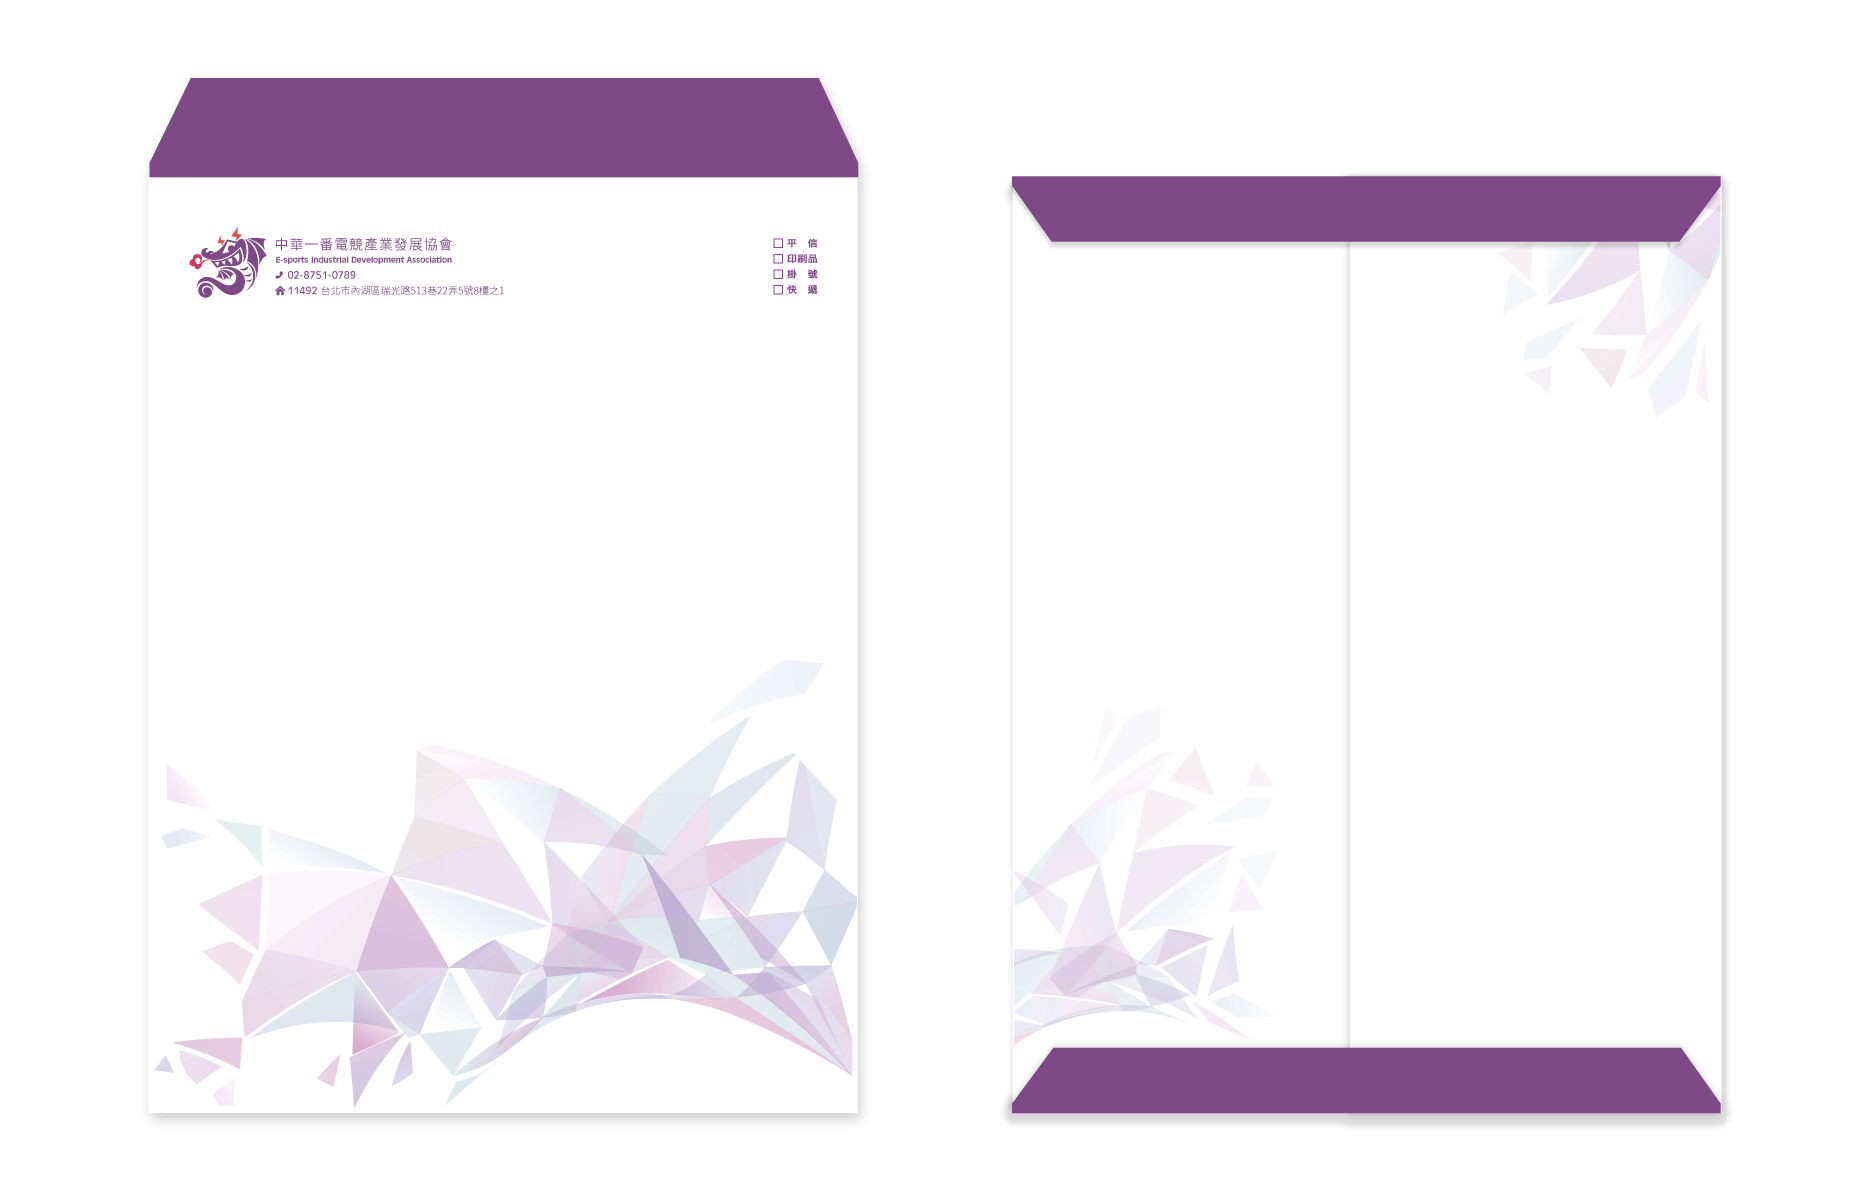 中華一番電競產業發展協會
E-sports Industrial Development Association
02-8751-0789
11492 台北市內湖區瑞光路513巷22弄5號8樓之1
平　信
印刷品
掛　號
快　遞